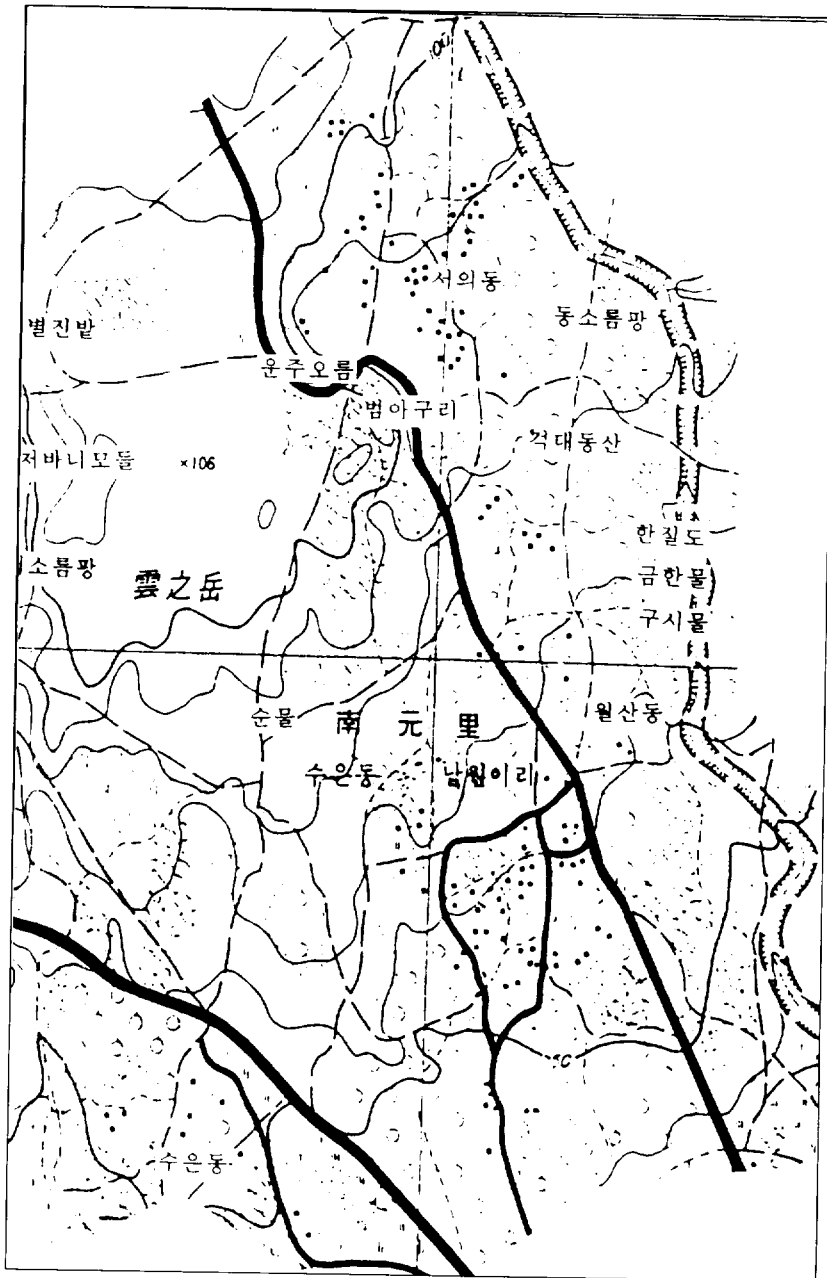 서의동
동소름팡
별진밭
운주오름
범아구리
걱대동산
저바니모들
×106
한질도
소름팡
雲之岳
금한물
구시물
월산동
순물
南元里
수은동
남원이리
수은동